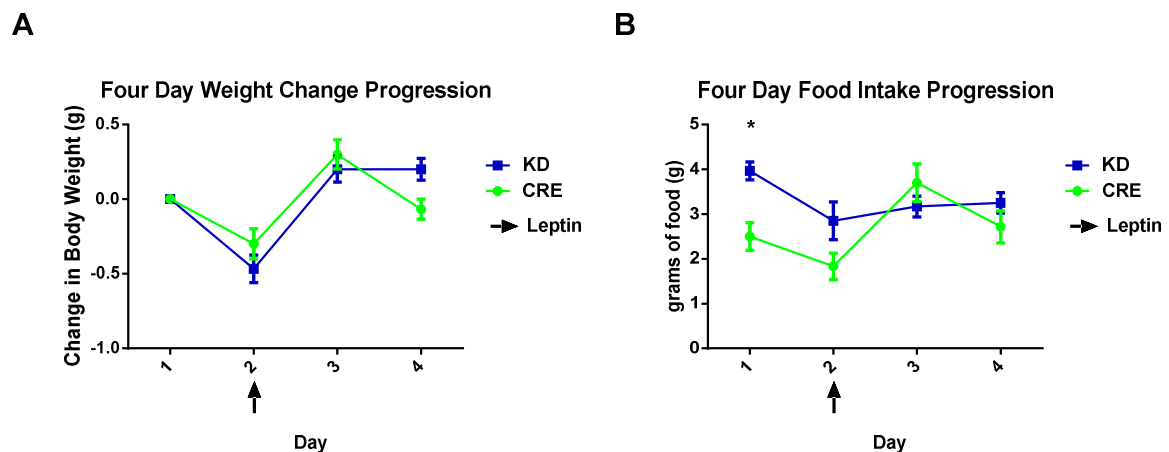 A
Four Day Weight Change Progression
Change in Body Weight (g)
0.5
0.0
-0.5
-1.0
1
2
3
4
Day
KD
CRE
Leptin
B
Four Day Food Intake Progression
grams of food (g)
5
4
3
2
1
0
*
1
2
3
4
Day
KD
CRE
Leptin